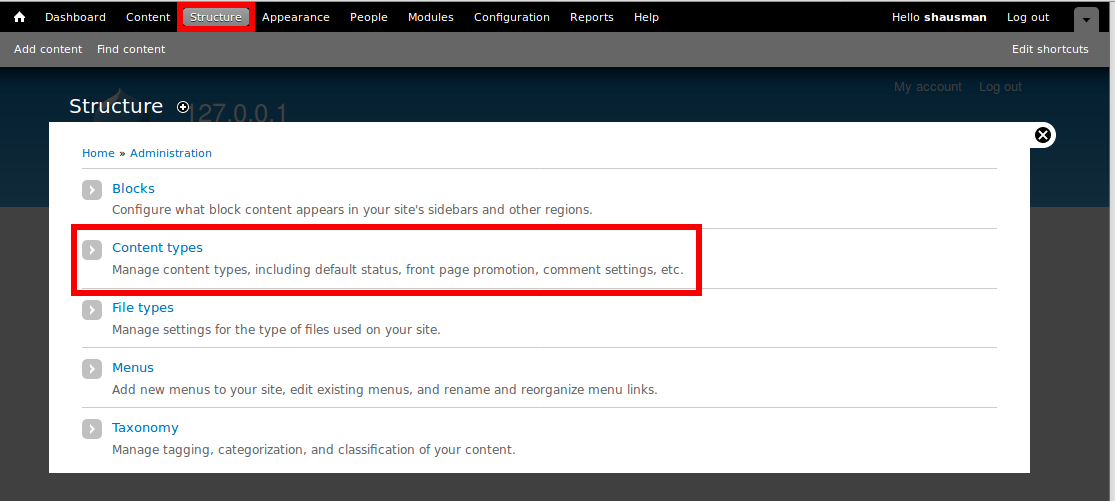 Dashboard Content Structure Appearance People Modules Configuration Reports Help Hello shausman Log out
Add content Find content Edit shortcuts
My account Log out
Structure
127.0.0.1
Home » Administration
Blocks
Configure what block content appears in your site's sidebars and other regions.
Content types
Manage content types, including default status, front page promotion, comment settings, etc.
File types
Manage settings for the type of files used on your site.
Menus
Add new menus to your site, edit existing menus, and rename and reorganize menu links.
Taxonomy
Manage tagging, categorization, and classification of your content.